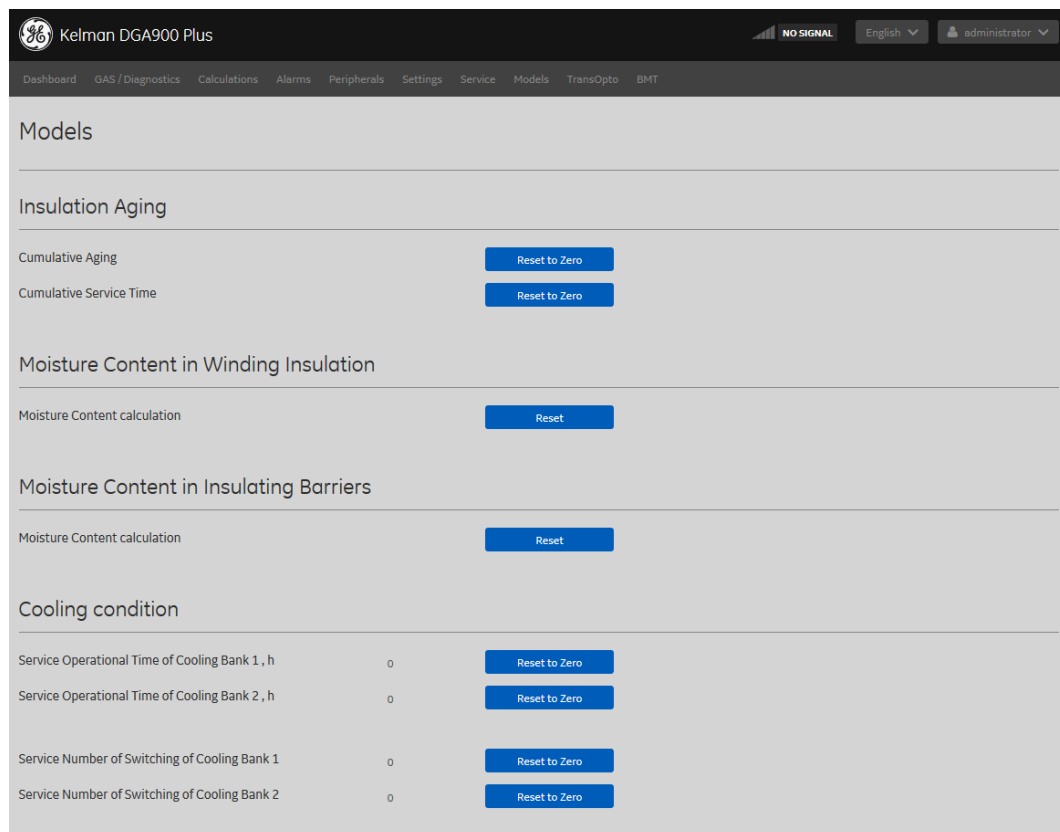 Kelman DGA900 Plus
NO SIGNAL
English
administrator
Dashboard GAS / Diagnostics Calculations Alarms Peripherals Settings Service Models TransOpto BMT
Models
Insulation Aging
Cumulative Aging Reset to Zero
Cumulative Service Time Reset to Zero
Moisture Content in Winding Insulation
Moisture Content calculation Reset
Moisture Content in Insulating Barriers
Moisture Content calculation Reset
Cooling condition
Service Operational Time of Cooling Bank 1 , h 0 Reset to Zero
Service Operational Time of Cooling Bank 2 , h 0 Reset to Zero
Service Number of Switching of Cooling Bank 1 0 Reset to Zero
Service Number of Switching of Cooling Bank 2 0 Reset to Zero